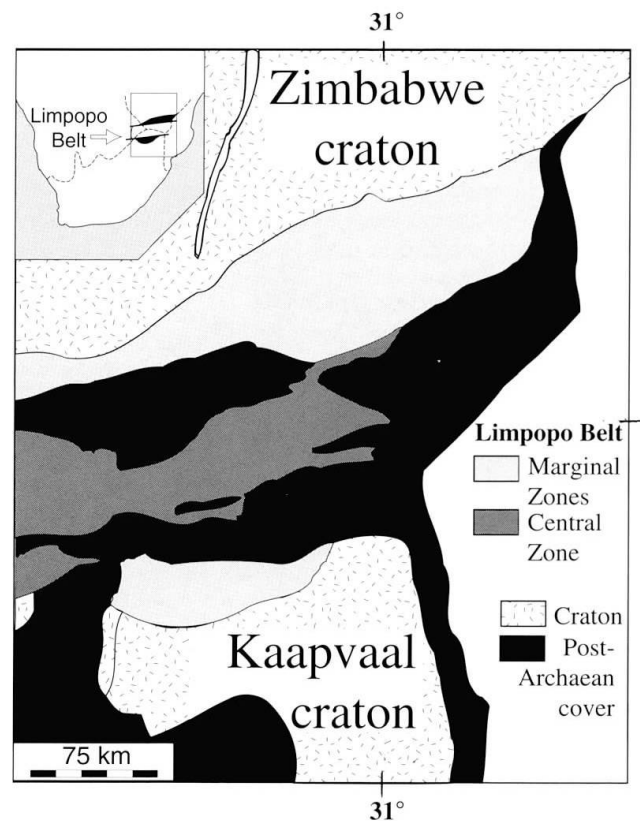 31°
Limpopo
Belt
Zimbabwe
craton
Limpopo Belt
Marginal
Zones
Central
Zone
Craton
Post-
Archaean
cover
Kaapvaal
craton
75 km
31°